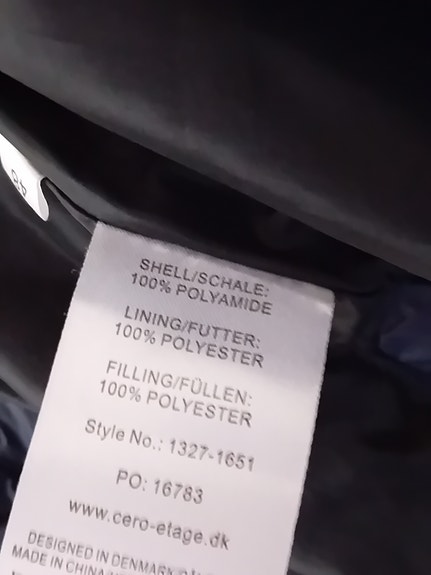 40
SHELL/SCHALE:
100% POLYAMIDE
LINING/FUTTER:
100% POLYESTER
FILLING/FÜLLEN:
100% POLYESTER
Style No.: 1327-1651
PO: 16783
www.cero-etage.dk
DESIGNED IN DENMARK
MADE IN CHINA